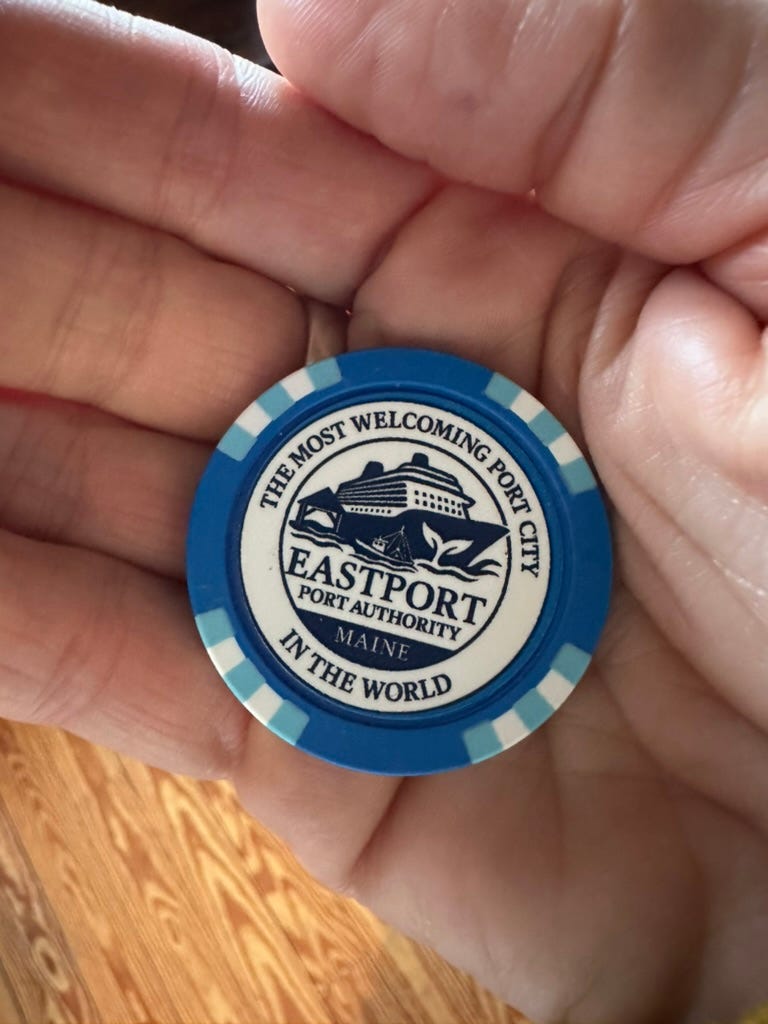 THE MOST WELCOMING PORT CITY
EASTPORT
PORT AUTHORITY
MAINE
IN THE WORLD